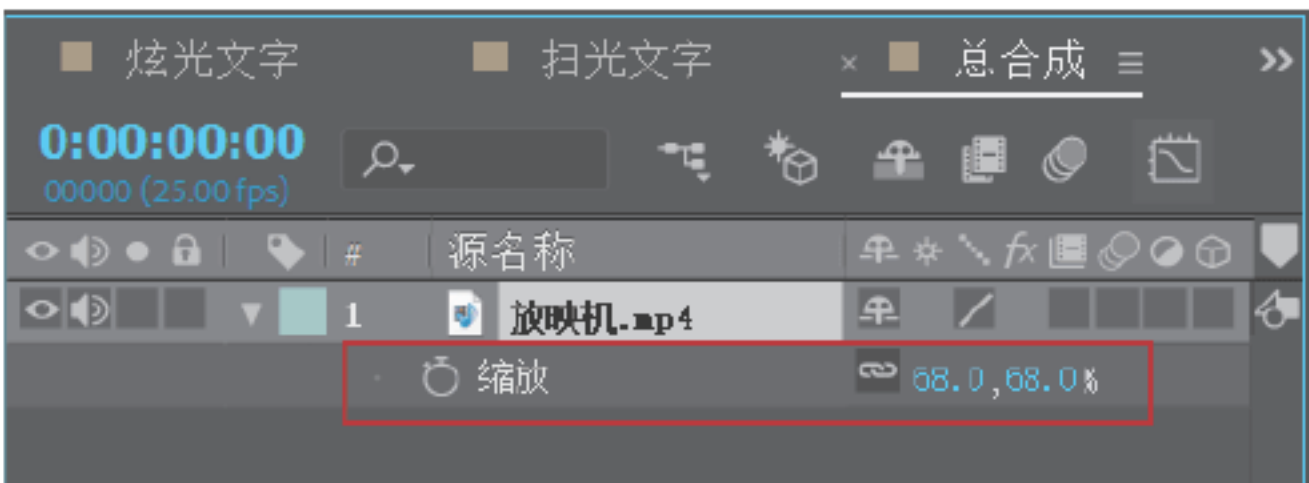 炫光文字 扫光文字 × 总合成 ≡ >>
0:00:00:00
00000 (25.00 fps)
# 源名称 fx
1 放映机.mp4
缩放 68.0,68.0%